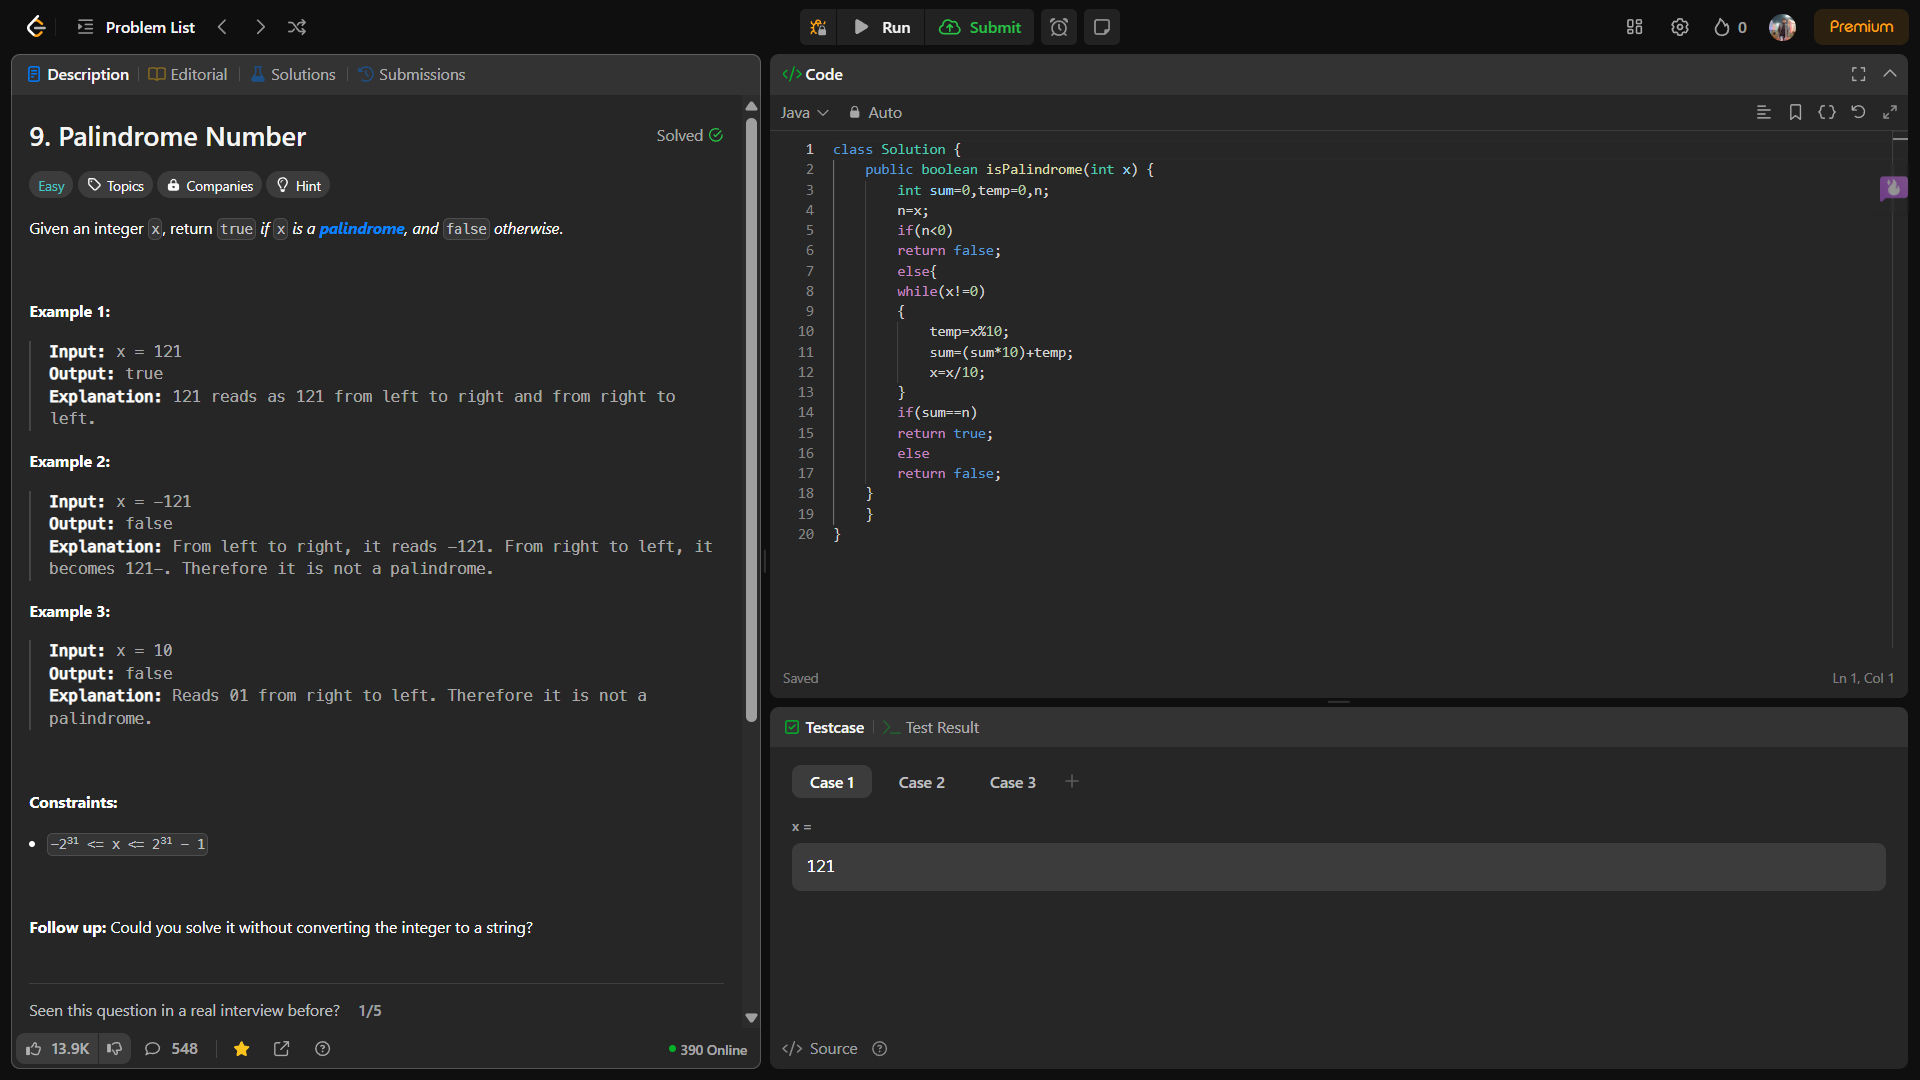 Problem List
Run
Submit
0
Premium
Description
Editorial
Solutions
Submissions
9. Palindrome Number
Solved
Easy
Topics
Companies
Hint
Given an integer x, return true if x is a palindrome, and false otherwise.
Example 1:
Input: x = 121
Output: true
Explanation: 121 reads as 121 from left to right and from right to
left.
Example 2:
Input: x = -121
Output: false
Explanation: From left to right, it reads -121. From right to left, it
becomes 121-. Therefore it is not a palindrome.
Example 3:
Input: x = 10
Output: false
Explanation: Reads 01 from right to left. Therefore it is not a
palindrome.
Constraints:
-2³¹ <= x <= 2³¹ - 1
Follow up: Could you solve it without converting the integer to a string?
Seen this question in a real interview before? 1/5
13.9K
548
390 Online
</> Code
Java
Auto
1 class Solution {
2     public boolean isPalindrome(int x) {
3         int sum=0,temp=0,n;
4         n=x;
5         if(n<0)
6         return false;
7         else{
8         while(x!=0)
9         {
10             temp=x%10;
11             sum=(sum*10)+temp;
12             x=x/10;
13         }
14         if(sum==n)
15         return true;
16         else
17         return false;
18     }
19     }
20 }
Saved
Ln 1, Col 1
Testcase
>_ Test Result
Case 1
Case 2
Case 3
+
x =
121
</> Source